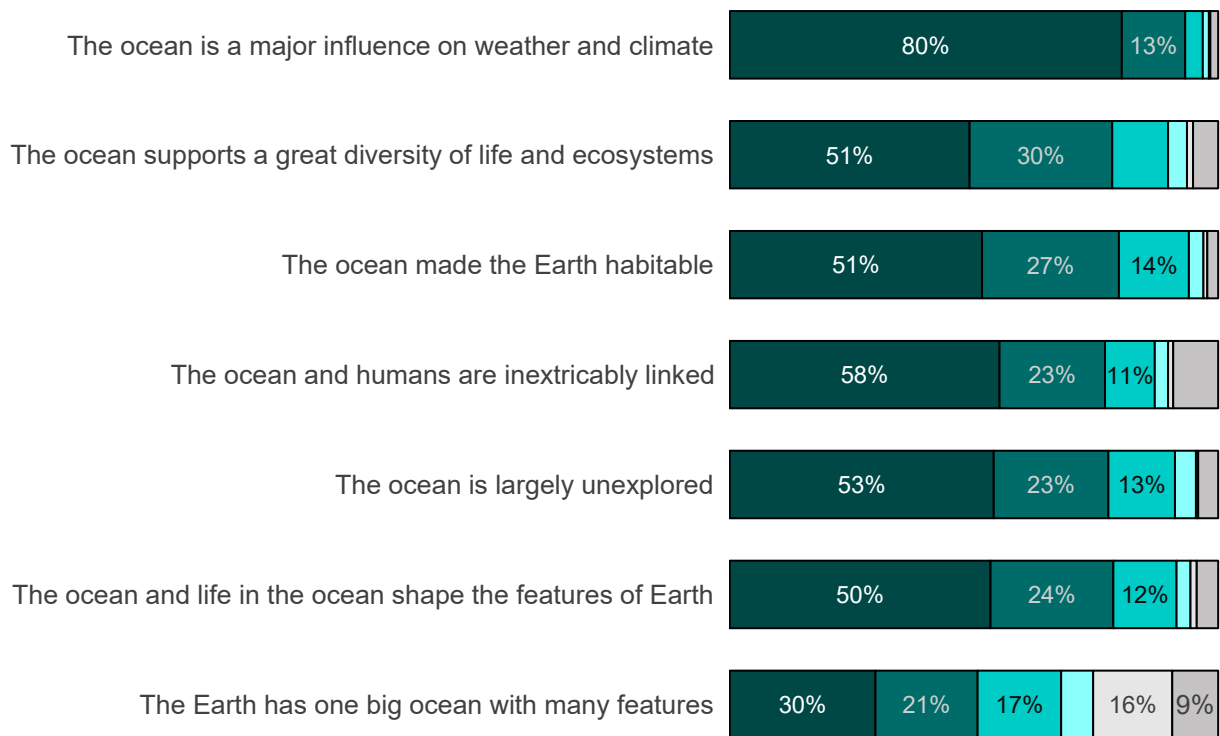 The ocean is a major influence on weather and climate 80% 13%
The ocean supports a great diversity of life and ecosystems 51% 30%
The ocean made the Earth habitable 51% 27% 14%
The ocean and humans are inextricably linked 58% 23% 11%
The ocean is largely unexplored 53% 23% 13%
The ocean and life in the ocean shape the features of Earth 50% 24% 12%
The Earth has one big ocean with many features 30% 21% 17% 16% 9%